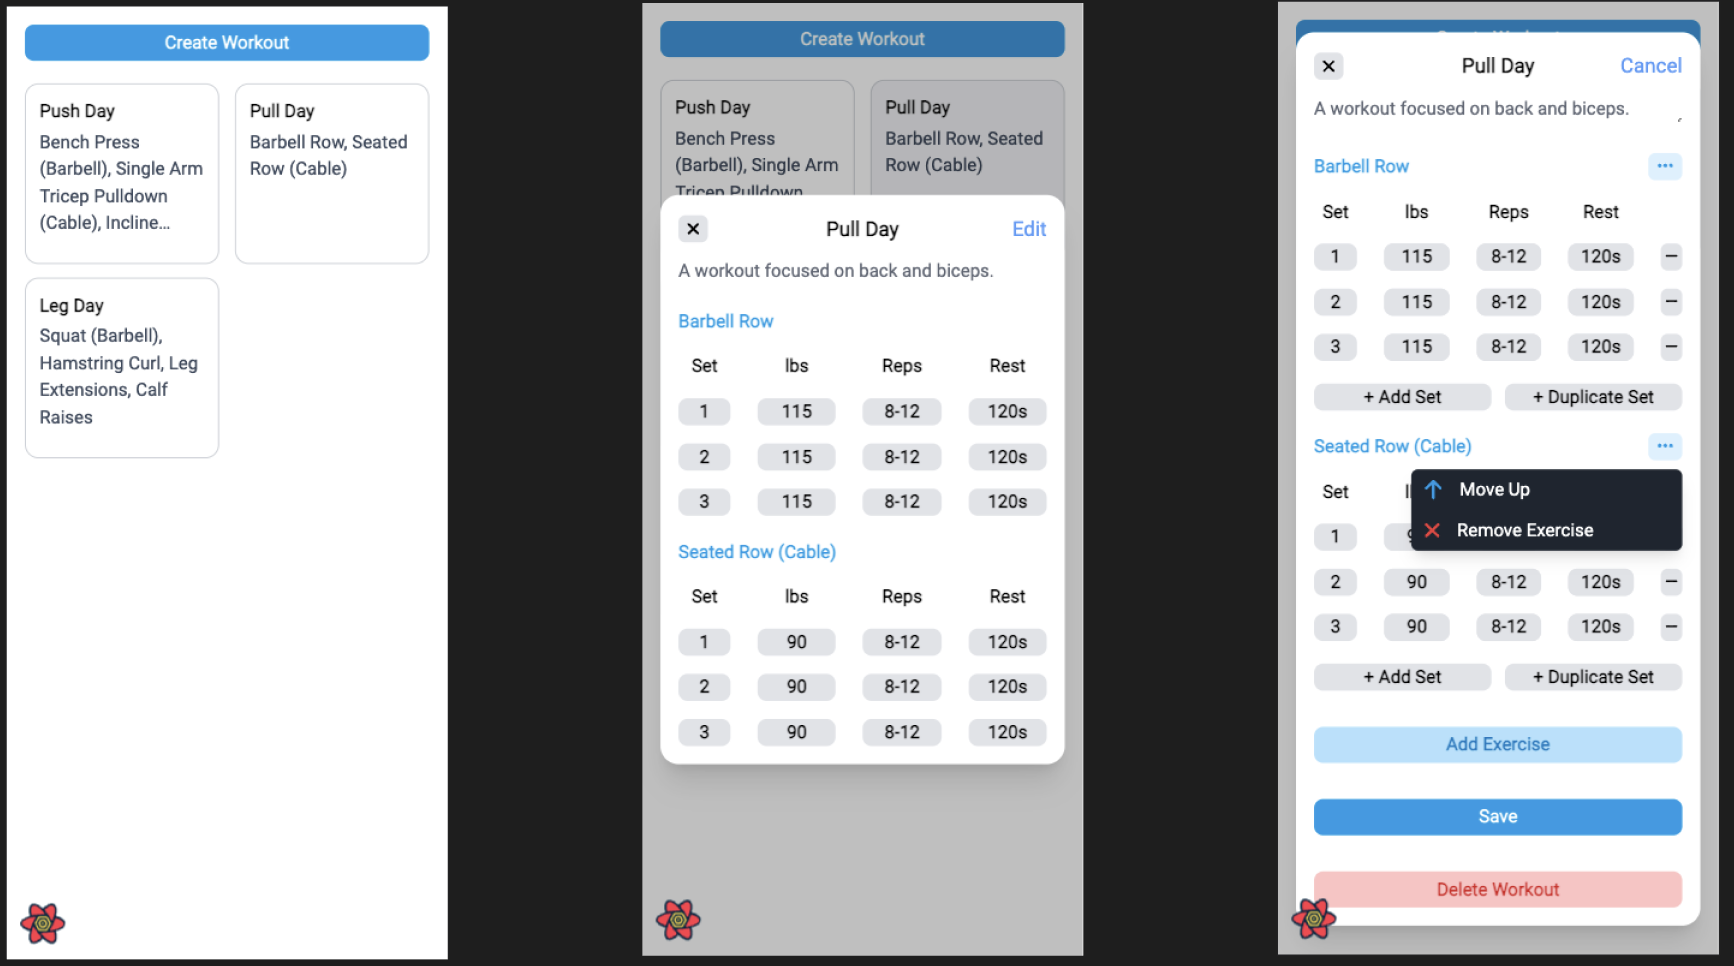 Create Workout
Push Day
Bench Press
(Barbell), Single Arm
Tricep Pulldown
(Cable), Incline...
Pull Day
Barbell Row, Seated
Row (Cable)
Leg Day
Squat (Barbell),
Hamstring Curl, Leg
Extensions, Calf
Raises
Create Workout
Push Day
Bench Press
(Barbell), Single Arm
Tricep Pulldown
Pull Day
Barbell Row, Seated
Row (Cable)
Pull Day Edit
A workout focused on back and biceps.
Barbell Row
Set lbs Reps Rest
1 115 8-12 120s
2 115 8-12 120s
3 115 8-12 120s
Seated Row (Cable)
Set lbs Reps Rest
1 90 8-12 120s
2 90 8-12 120s
3 90 8-12 120s
Pull Day Cancel
A workout focused on back and biceps.
Barbell Row
Set lbs Reps Rest
1 115 8-12 120s
2 115 8-12 120s
3 115 8-12 120s
+ Add Set + Duplicate Set
Seated Row (Cable)
Set
Move Up
1
Remove Exercise
2 90 8-12 120s
3 90 8-12 120s
+ Add Set + Duplicate Set
Add Exercise
Save
Delete Workout